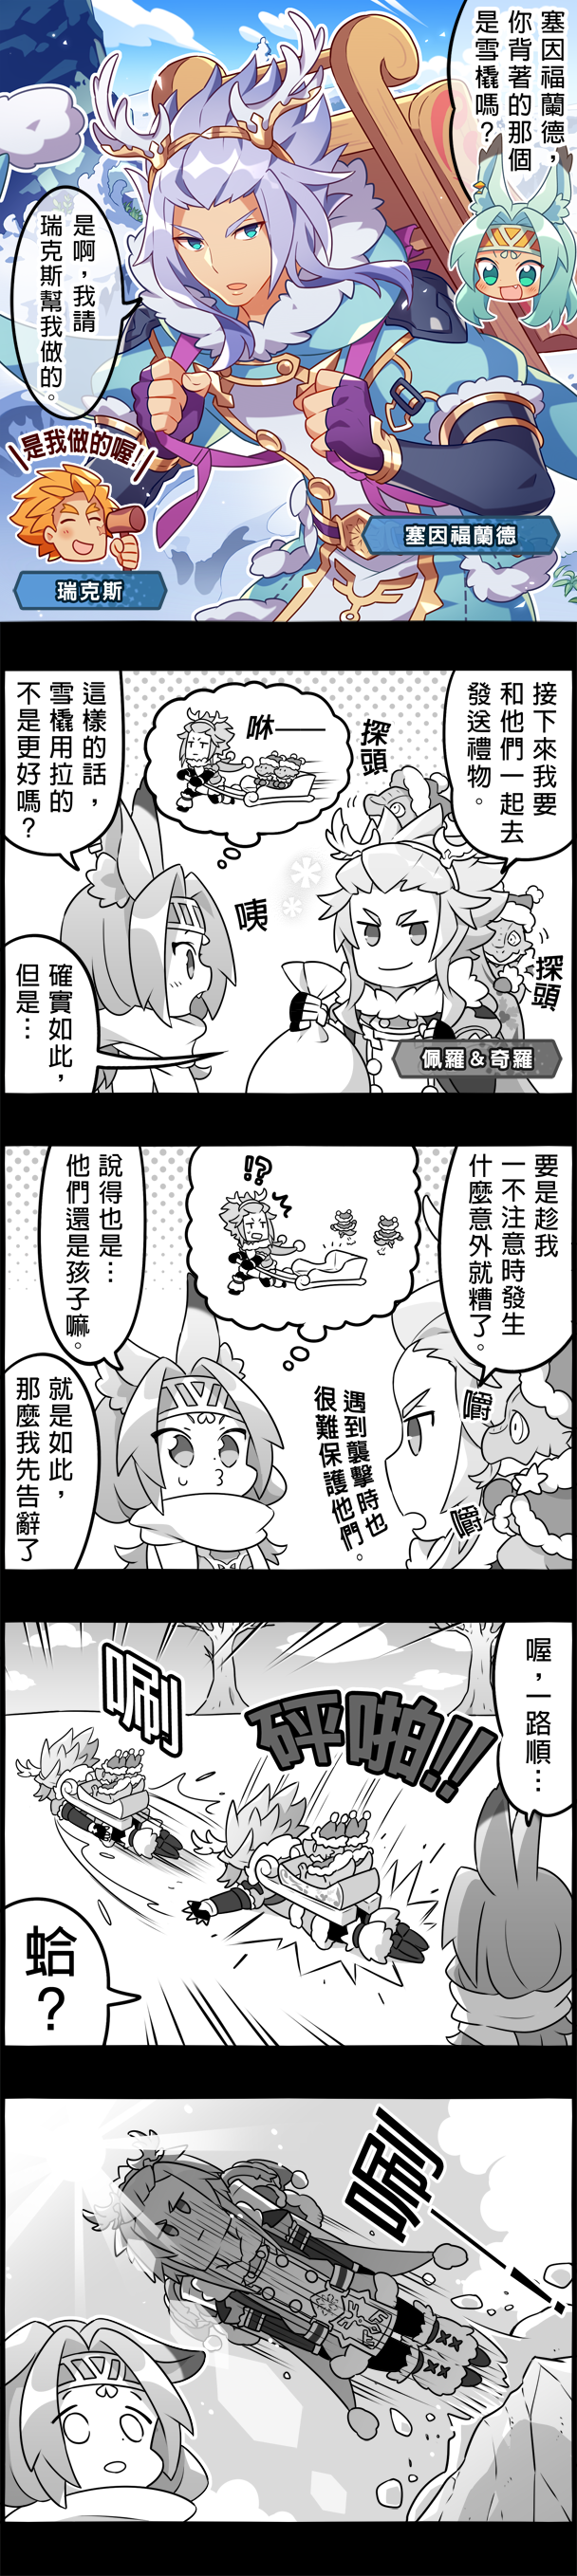 塞因福蘭德，
你背著的那個
是雪橇嗎？
是啊，我請
瑞克斯幫我做的。
是我做的喔！
塞因福蘭德
瑞克斯
接下來我要
和他們一起去
發送禮物。
探頭
咻——
這樣的話，
雪橇用拉的
不是更好嗎？
咦
探頭
確實如此，
但是…
佩羅＆奇羅
要是趁我
一不注意時發生
什麼意外就糟了。
!?
說得也是…
他們還是孩子嘛。
嚼
嚼
遇到襲擊時也
很難保護他們。
就是如此，
那麼我先告辭了
喔，一路順…
唰
砰啪!!
蛤？
唰——！